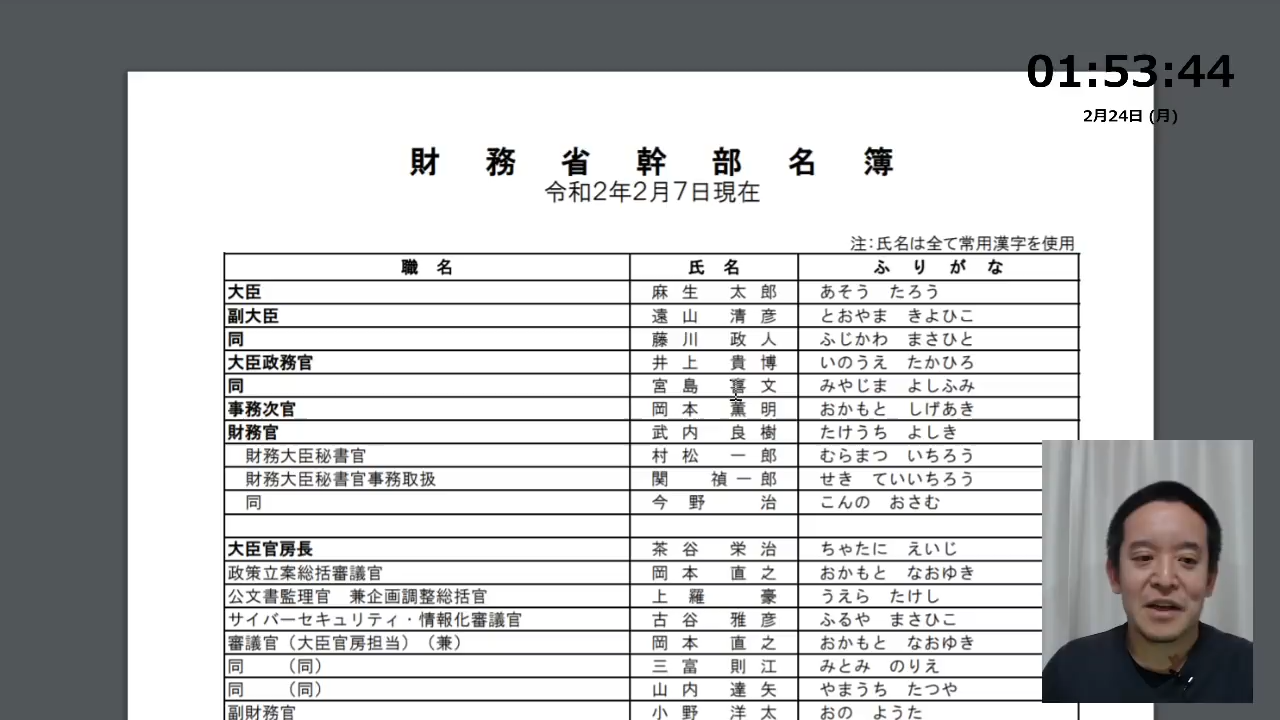 01:53:44
2月24日 (月)
財務省幹部名簿
令和2年2月7日現在
注:氏名は全て常用漢字を使用
職名 氏名 ふりがな
大臣 麻生 太郎 あそう たろう
副大臣 遠山 清彦 とおやま きよひこ
同 藤川 政人 ふじかわ まさひと
大臣政務官 井上 貴博 いのうえ たかひろ
同 宮島 喜文 みやじま よしふみ
事務次官 岡本 薫明 おかもと しげあき
財務官 武内 良樹 たけうち よしき
財務大臣秘書官 村松 一郎 むらまつ いちろう
財務大臣秘書官事務取扱 関 禎一郎 せき ていいちろう
同 今野 治 こんの おさむ
大臣官房長 茶谷 栄治 ちゃたに えいじ
政策立案総括審議官 岡本 直之 おかもと なおゆき
公文書監理官 兼企画調整総括官 上羅 豪 うえら たけし
サイバーセキュリティ・情報化審議官 古谷 雅彦 ふるや まさひこ
審議官(大臣官房担当)(兼) 岡本 直之 おかもと なおゆき
同 (同) 三富 則江 みとみ のりえ
同 (同) 山内 達矢 やまうち たつや
副財務官 小野 洋太 おの ようた